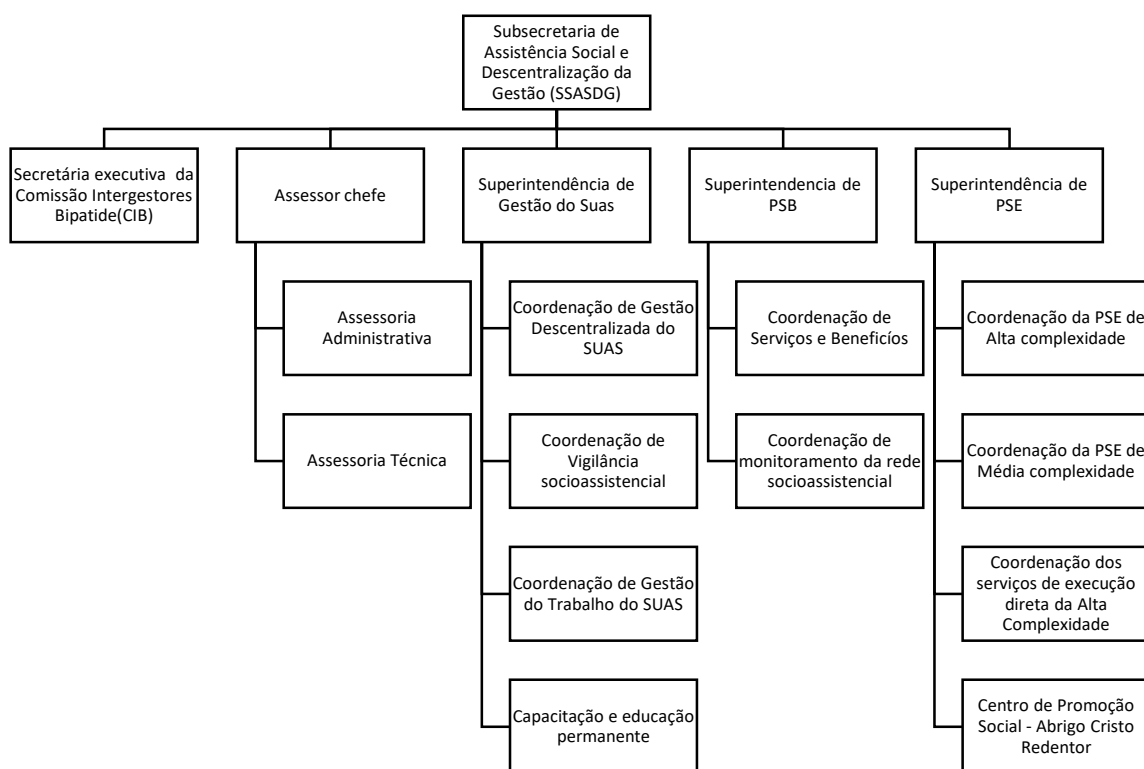 Subsecretaria de
Assistência Social e
Descentralização da
Gestão (SSASDG)
Secretária executiva da
Comissão Intergestores
Bipatide(CIB)
Assessor chefe
Superintendência de
Gestão do Suas
Superintendencia de
PSB
Superintendência de
PSE
Assessoria
Administrativa
Coordenação de Gestão
Descentralizada do
SUAS
Coordenação de
Serviços e Beneficíos
Coordenação da PSE de
Alta complexidade
Assessoria Técnica
Coordenação de
Vigilância
socioassistencial
Coordenação de
monitoramento da rede
socioassistencial
Coordenação da PSE de
Média complexidade
Coordenação de Gestão
do Trabalho do SUAS
Coordenação dos
serviços de execução
direta da Alta
Complexidade
Capacitação e educação
permanente
Centro de Promoção
Social - Abrigo Cristo
Redentor